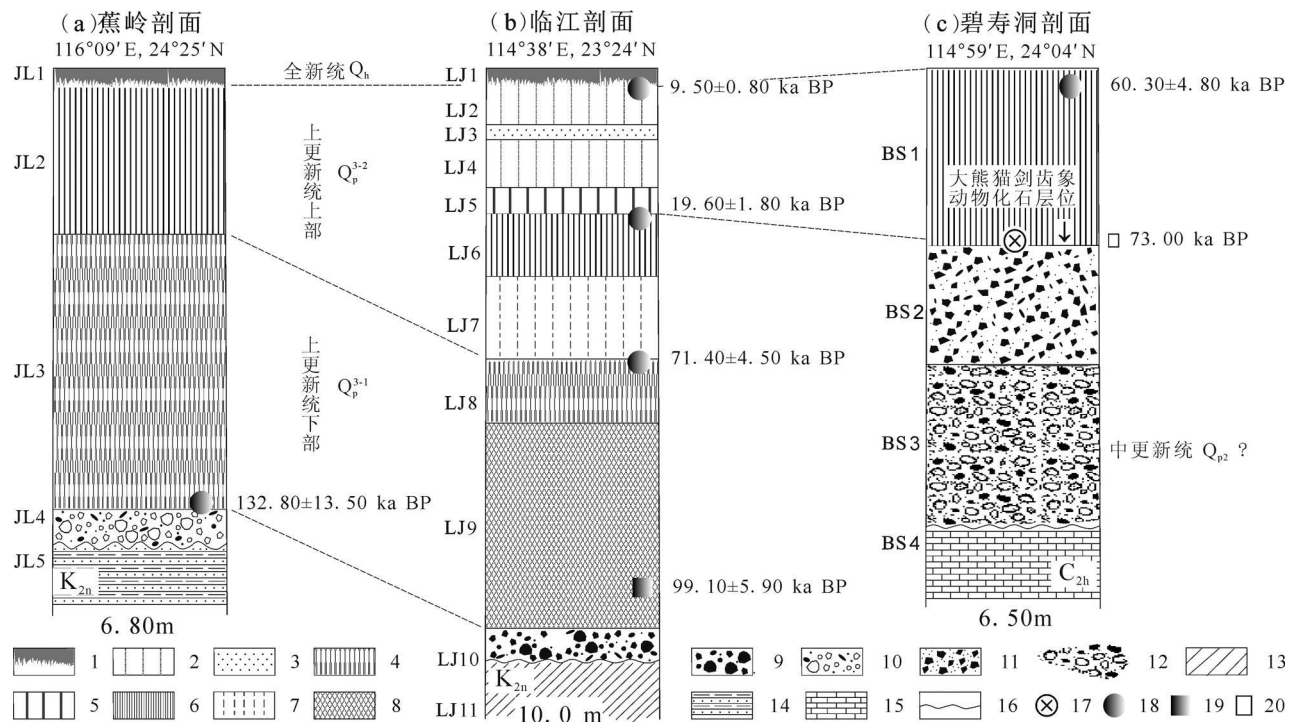 (a)蕉岭剖面
116°09′E, 24°25′N
JL1
JL2
JL3
JL4
JL5
132.80±13.50 ka BP
K2n
6.80m
全新统Qh
上更新统上部
Qp3-2
上更新统下部
Qp3-1
(b)临江剖面
114°38′E, 23°24′N
LJ1
LJ2
LJ3
LJ4
LJ5
LJ6
LJ7
LJ8
LJ9
LJ10
LJ11
9.50±0.80 ka BP
19.60±1.80 ka BP
71.40±4.50 ka BP
99.10±5.90 ka BP
K2n
10.0 m
(c)碧寿洞剖面
114°59′E, 24°04′N
60.30±4.80 ka BP
BS1
大熊猫剑齿象
动物化石层位
73.00 ka BP
BS2
BS3
中更新统 Qp2 ?
BS4
C2h
6.50m
1 2 3 4
5 6 7 8
9 10 11 12 13
14 15 16 17 18 19 20